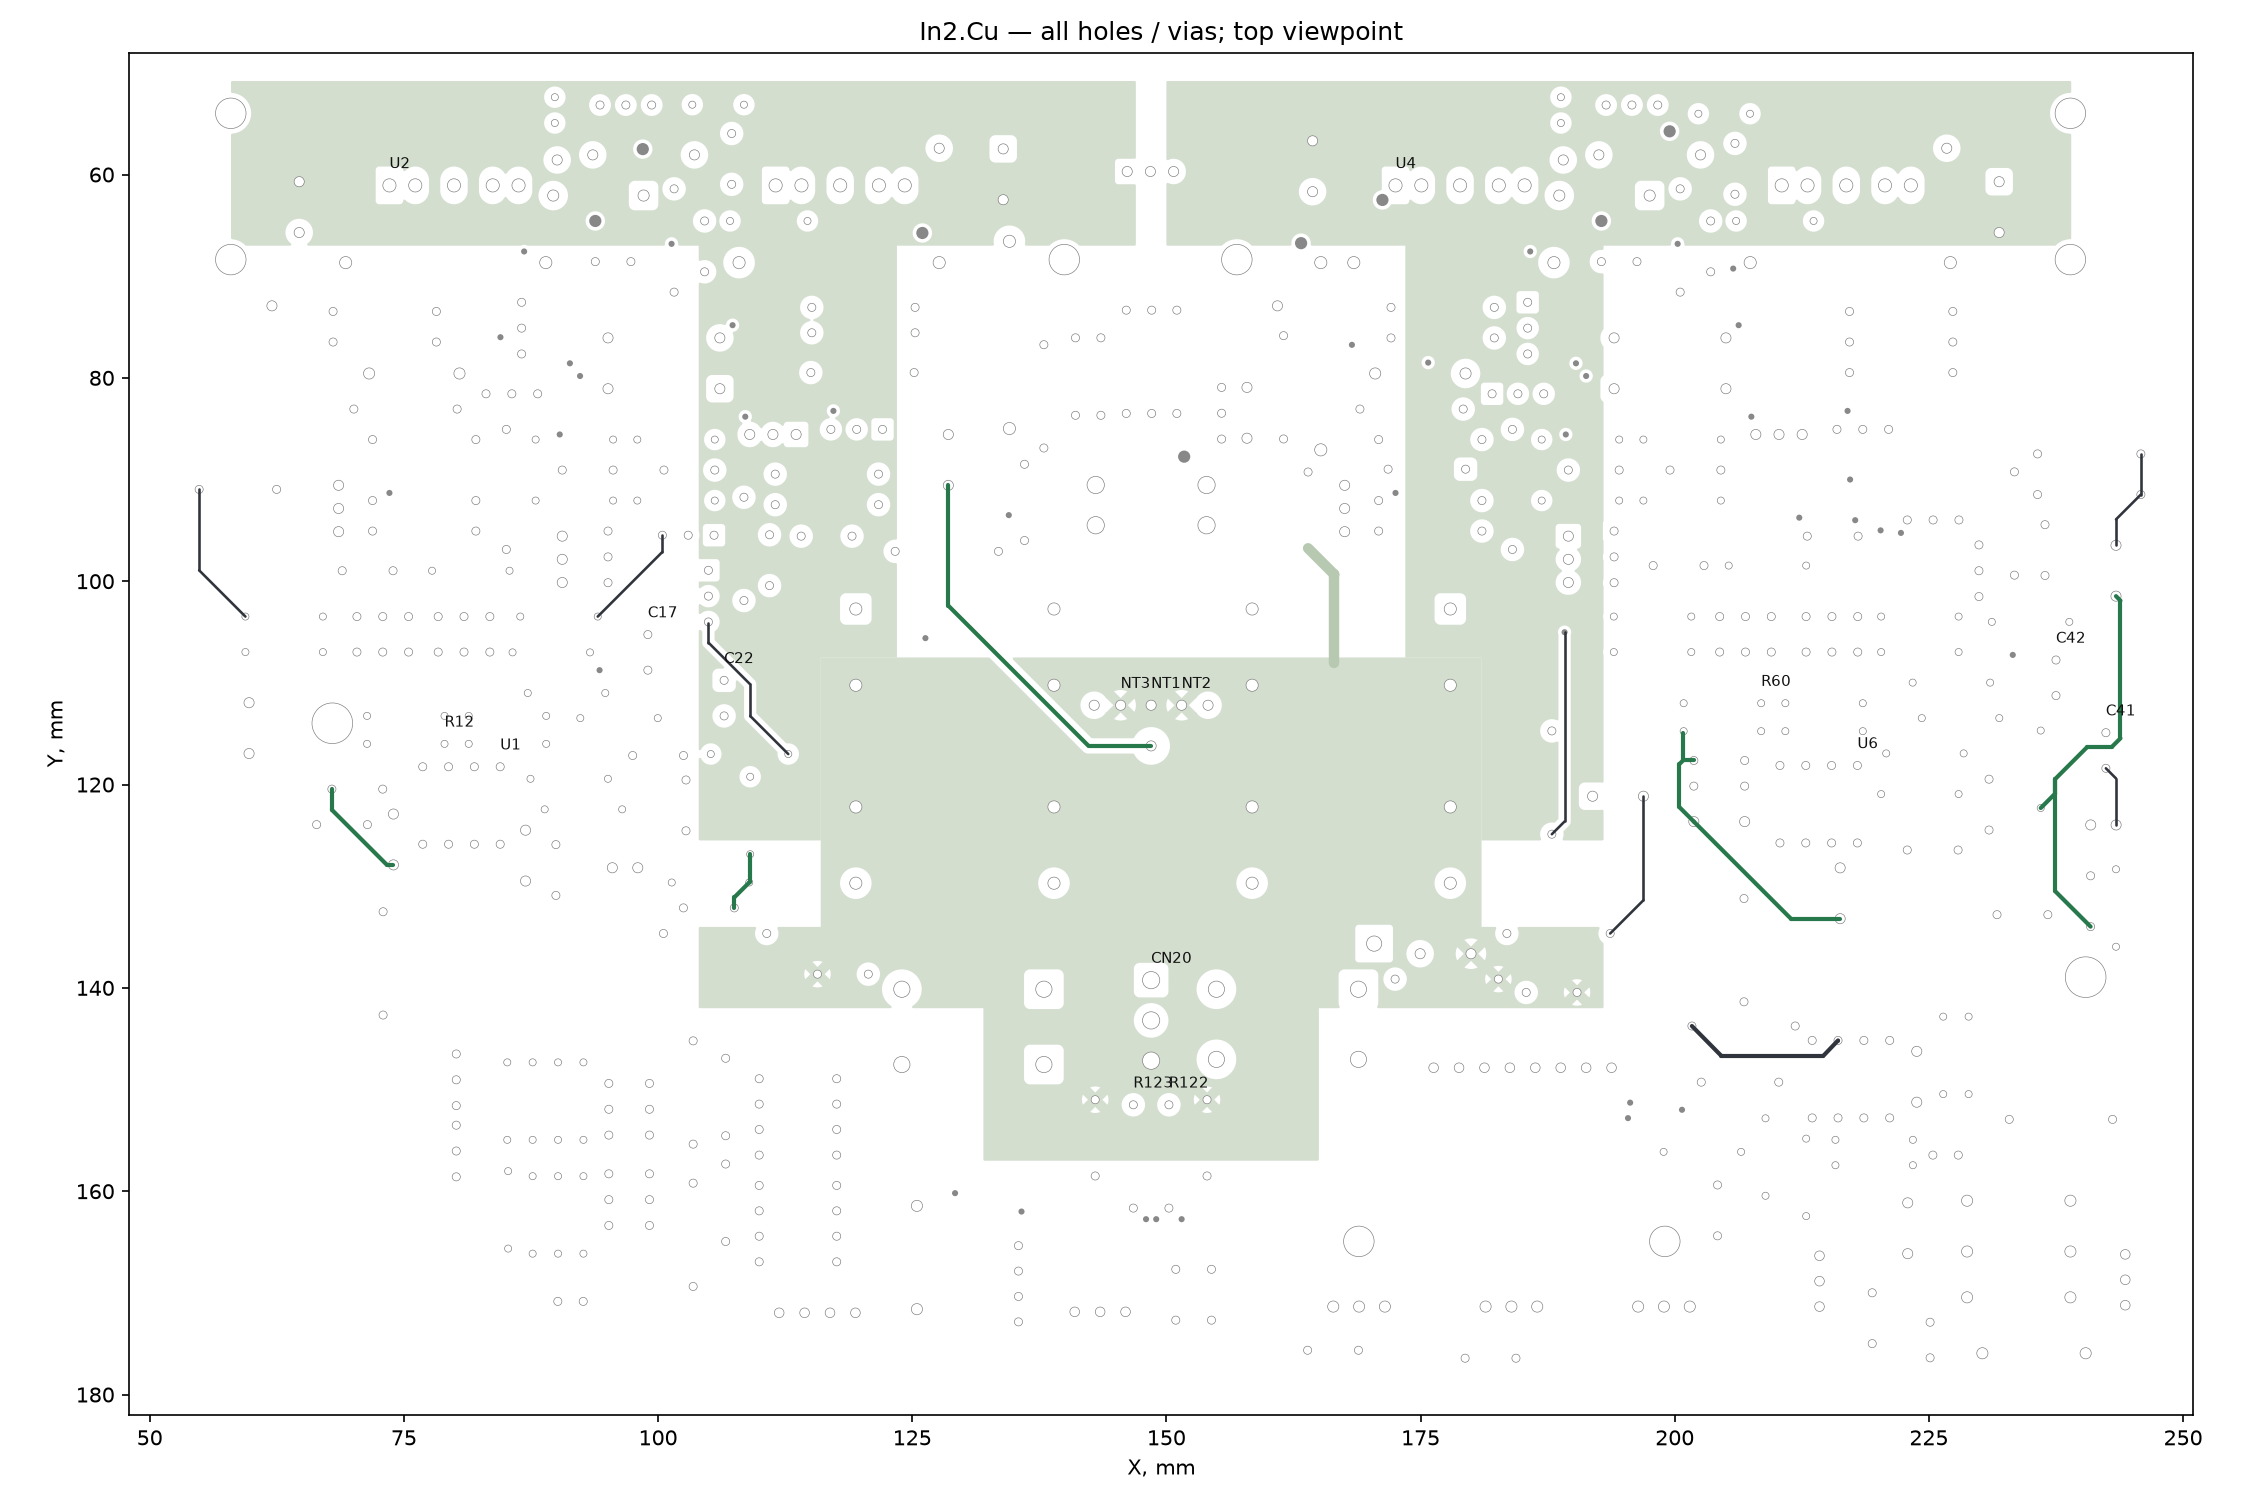 In2.Cu — all holes / vias; top viewpoint
U2
U4
60
80
100
C17
C42
C22
NT3NT1NT2
R60
C41
R12
U1
U6
120
CN20
140
R123R122
160
180
Y, mm
50 75 100 125 150 175 200 225 250
X, mm